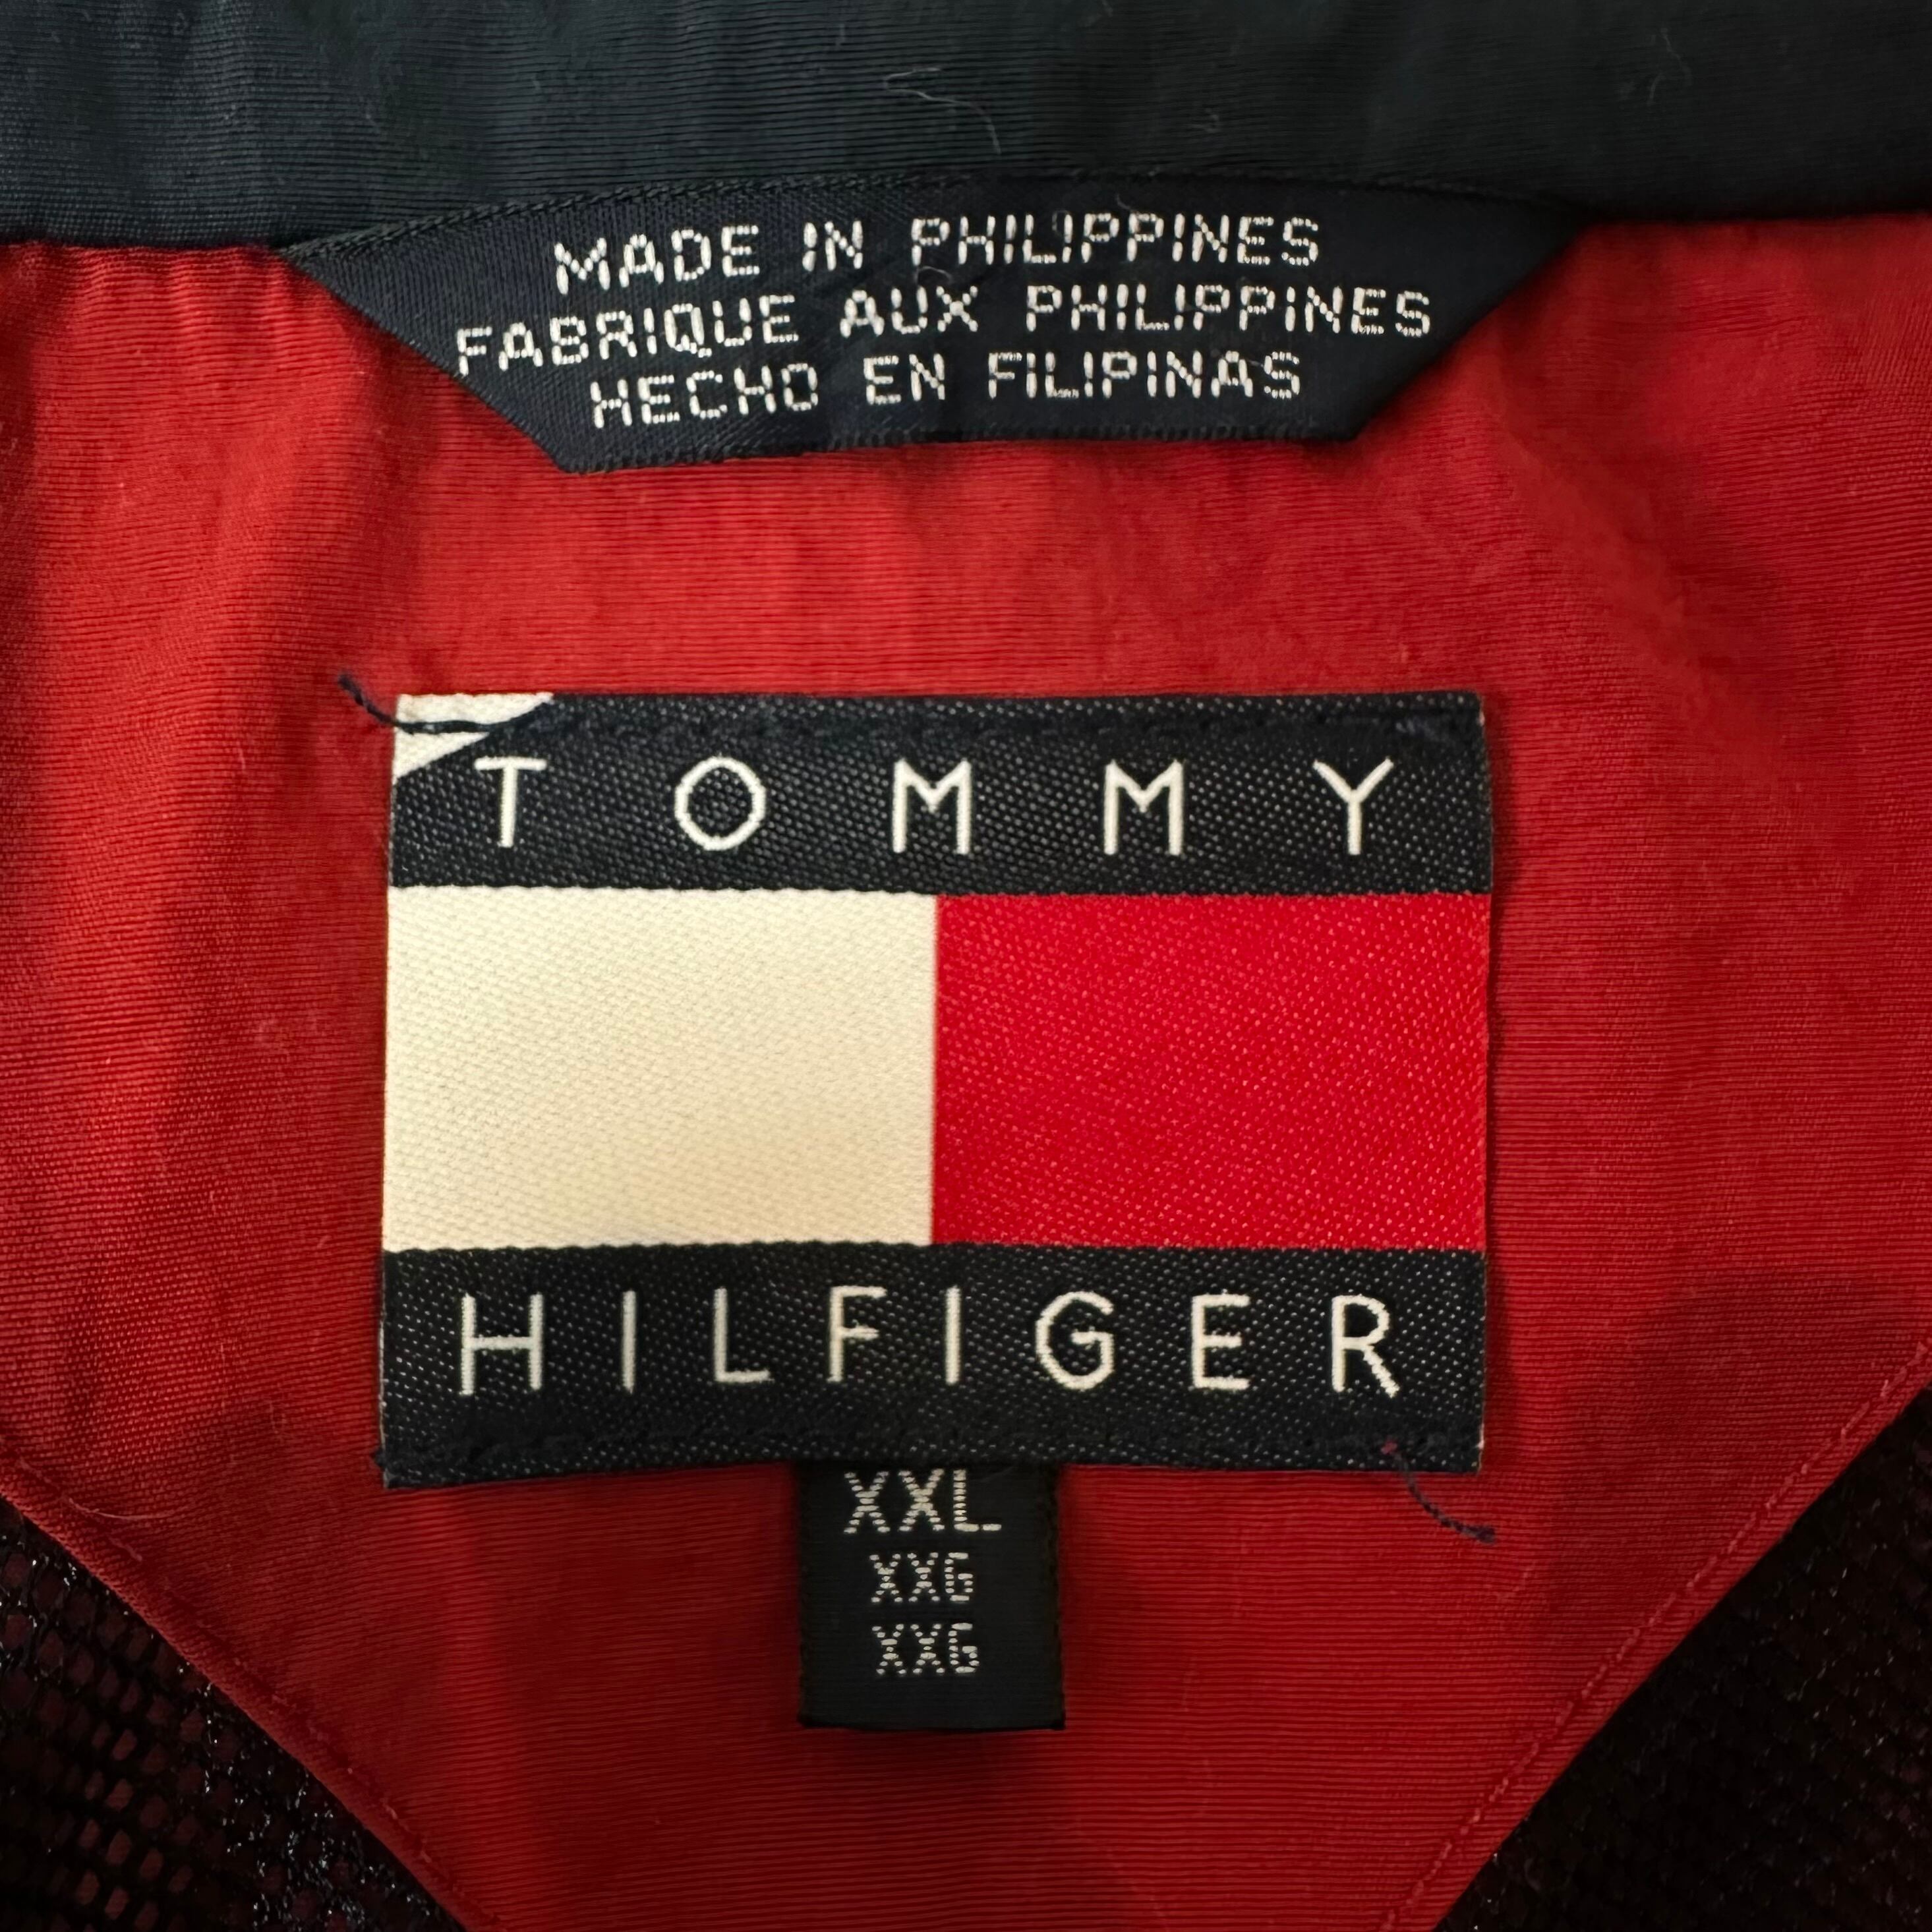 MADE IN PHILIPPINES
FABRIQUE AUX PHILIPPINES
HECHO EN FILIPINAS
TOMMY
HILFIGER
XXL
XXG
XXG